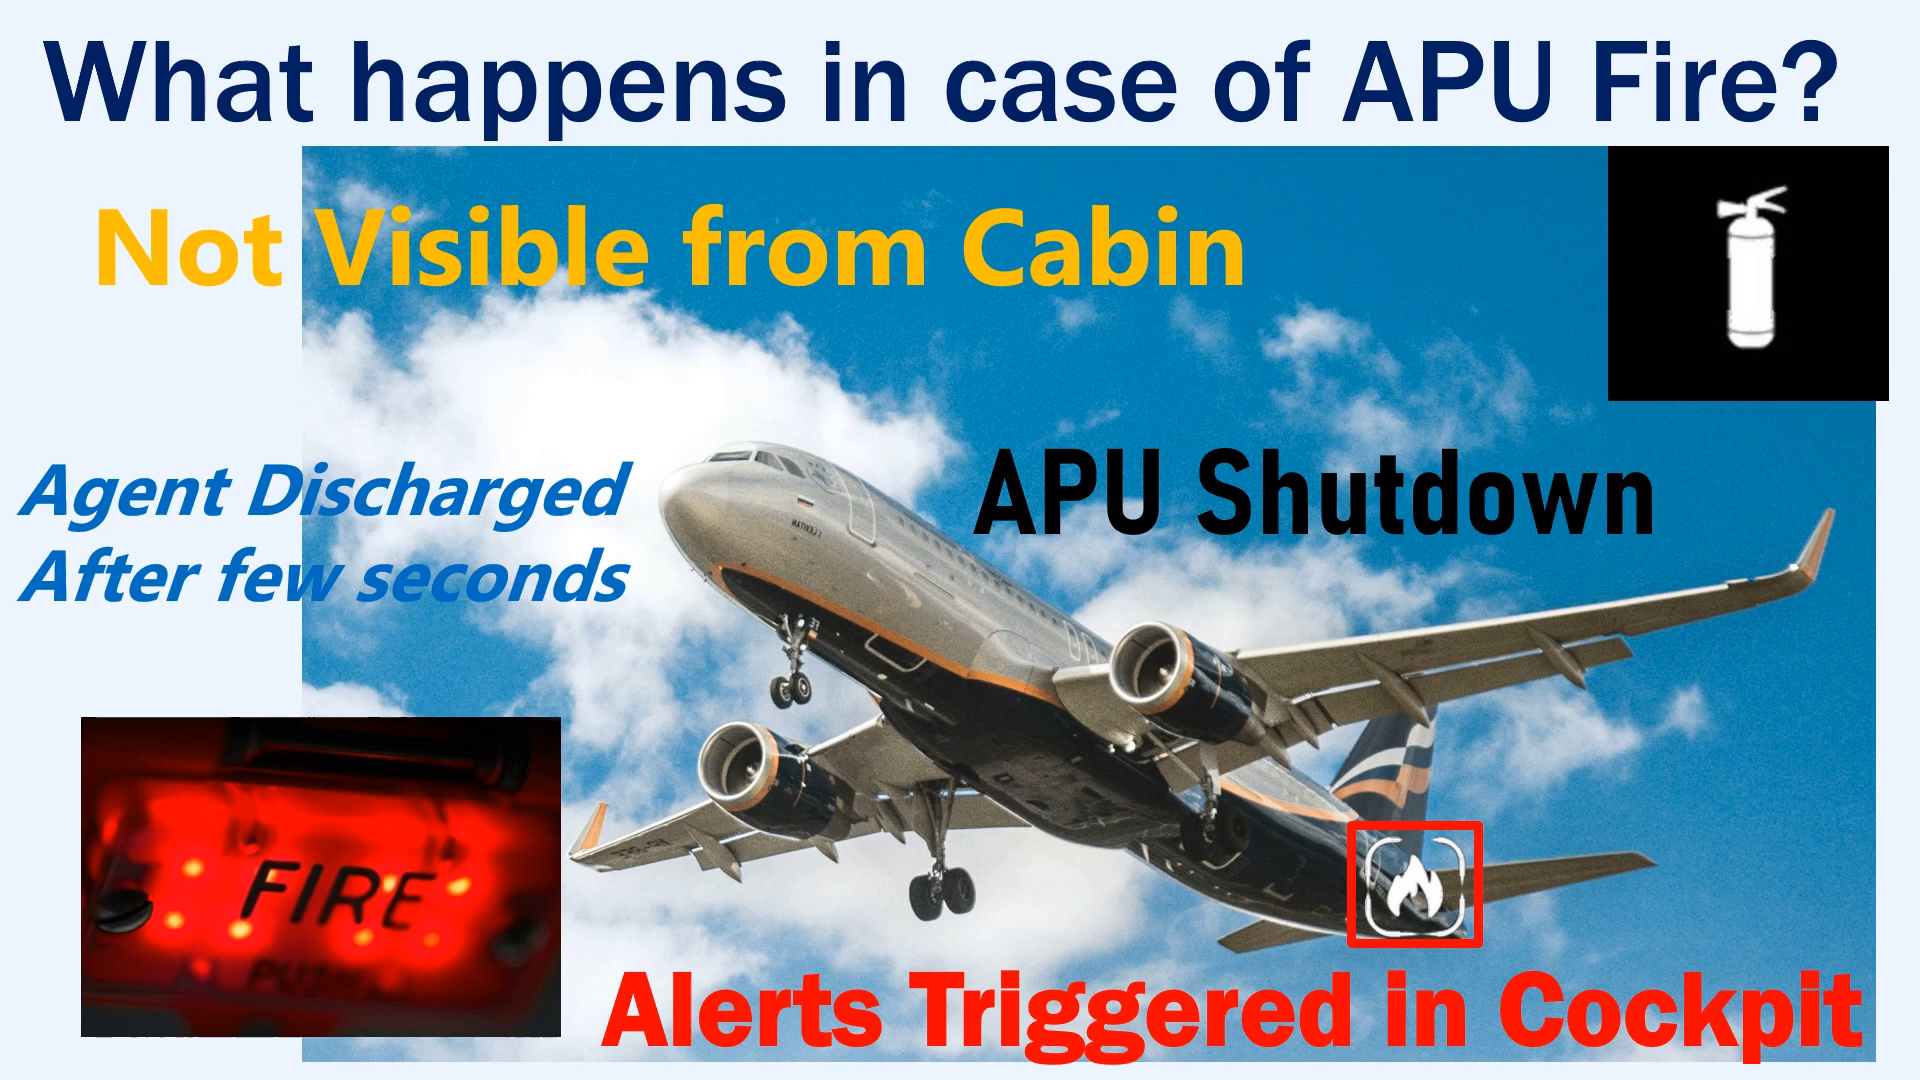 What happens in case of APU Fire?
Not Visible from Cabin
Agent Discharged
After few seconds
APU Shutdown
FIRE
Alerts Triggered in Cockpit